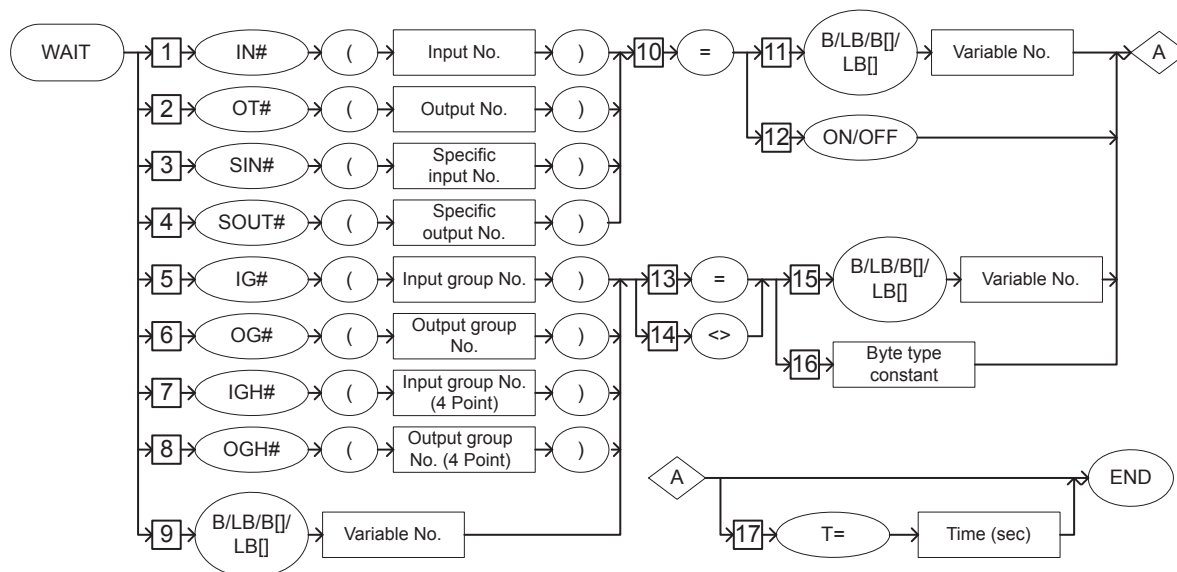 WAIT
1 IN# ( Input No. ) 10 = 11 B/LB/B[]/
LB[] Variable No. A
2 OT# ( Output No. ) 12 ON/OFF
3 SIN# ( Specific
input No. )
4 SOUT# ( Specific
output No. )
5 IG# ( Input group No. ) 13 = 15 B/LB/B[]/
LB[] Variable No.
6 OG# ( Output group
No. ) 14 <> 16 Byte type
constant
7 IGH# ( Input group No.
(4 Point) )
8 OGH# ( Output group
No. (4 Point) )
9 B/LB/B[]/
LB[] Variable No.
A END
17 T= Time (sec)